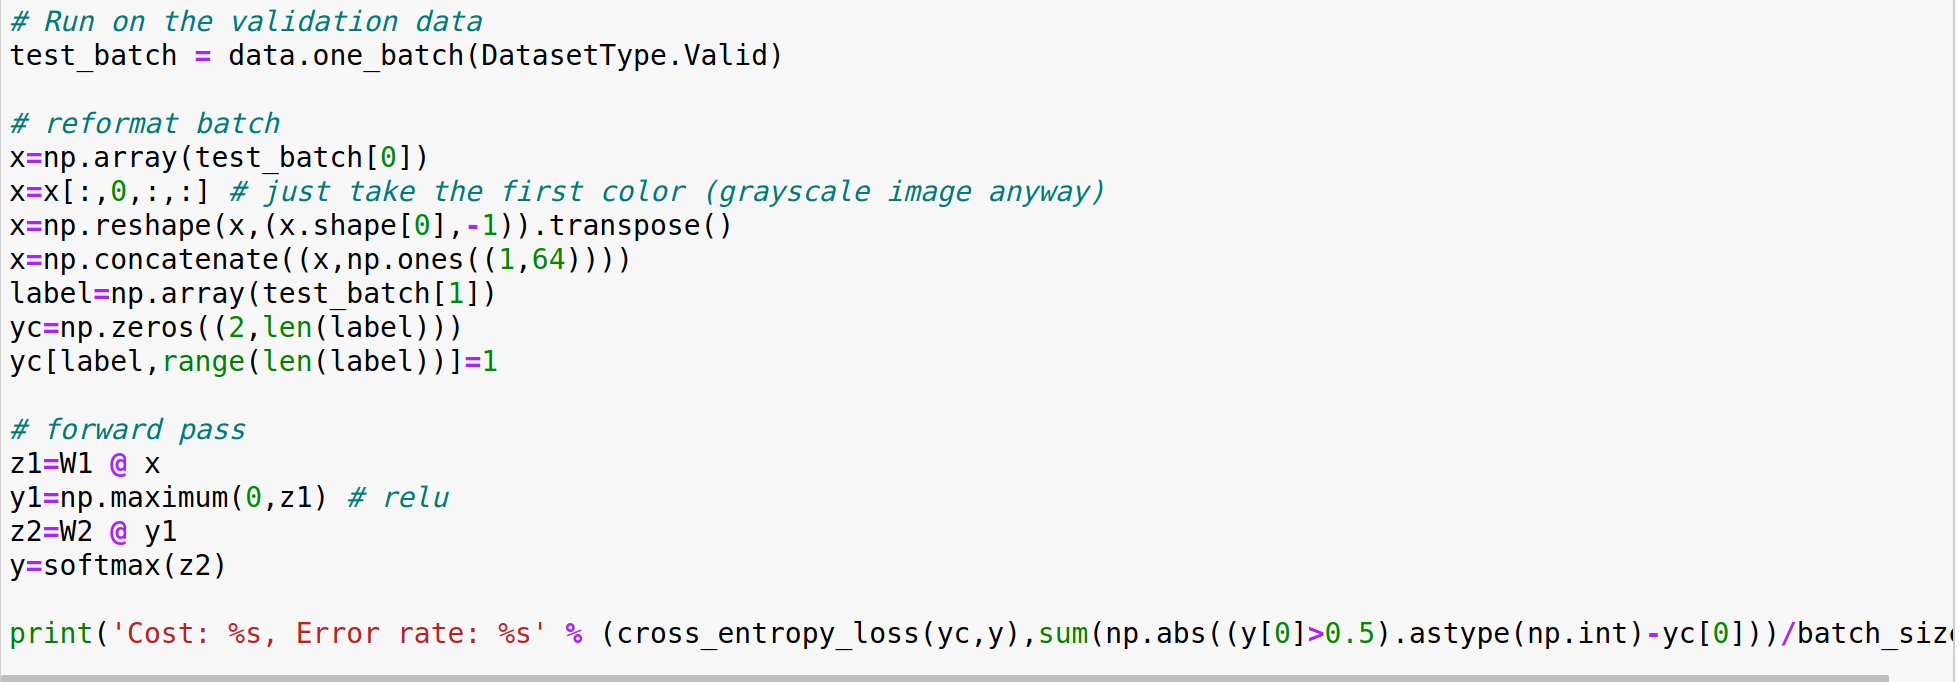 # Run on the validation data
test_batch = data.one_batch(DatasetType.Valid)

# reformat batch
x=np.array(test_batch[0])
x=x[:,0,:,:] # just take the first color (grayscale image anyway)
x=np.reshape(x,(x.shape[0],-1)).transpose()
x=np.concatenate((x,np.ones((1,64))))
label=np.array(test_batch[1])
yc=np.zeros((2,len(label)))
yc[label,range(len(label))]=1

# forward pass
z1=W1 @ x
y1=np.maximum(0,z1) # relu
z2=W2 @ y1
y=softmax(z2)

print('Cost: %s, Error rate: %s' % (cross_entropy_loss(yc,y),sum(np.abs((y[0]>0.5).astype(np.int)-yc[0]))/batch_size